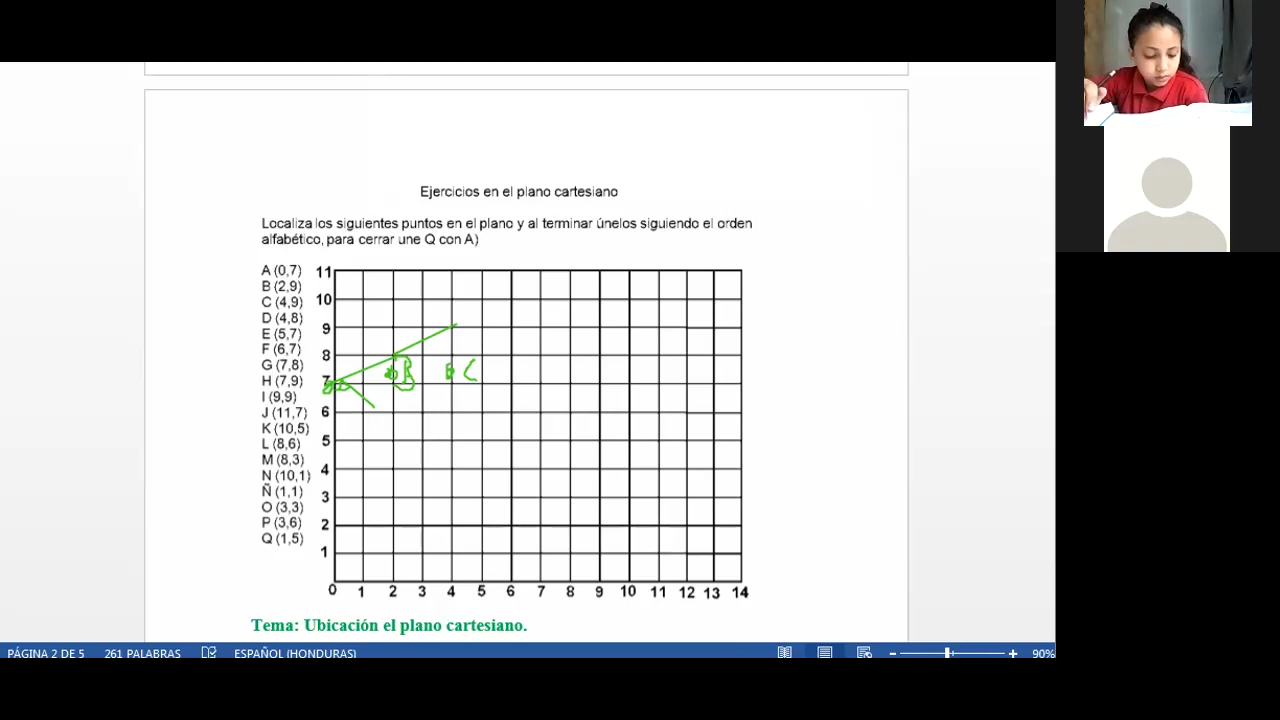 Ejercicios en el plano cartesiano
Localiza los siguientes puntos en el plano y al terminar únelos siguiendo el orden
alfabético, para cerrar une Q con A)
A (0,7)
B (2,9)
C (4,9)
D (4,8)
E (5,7)
F (6,7)
G (7,8)
H (7,9)
I (9,9)
J (11,7)
K (10,5)
L (8,6)
M (8,3)
N (10,1)
Ñ (1,1)
O (3,3)
P (3,6)
Q (1,5)
11
10
9
8
7
6
5
4
3
2
1
0 1 2 3 4 5 6 7 8 9 10 11 12 13 14
B C
Tema: Ubicación el plano cartesiano.
PÁGINA 2 DE 5 261 PALABRAS ESPAÑOL (HONDURAS) 90%